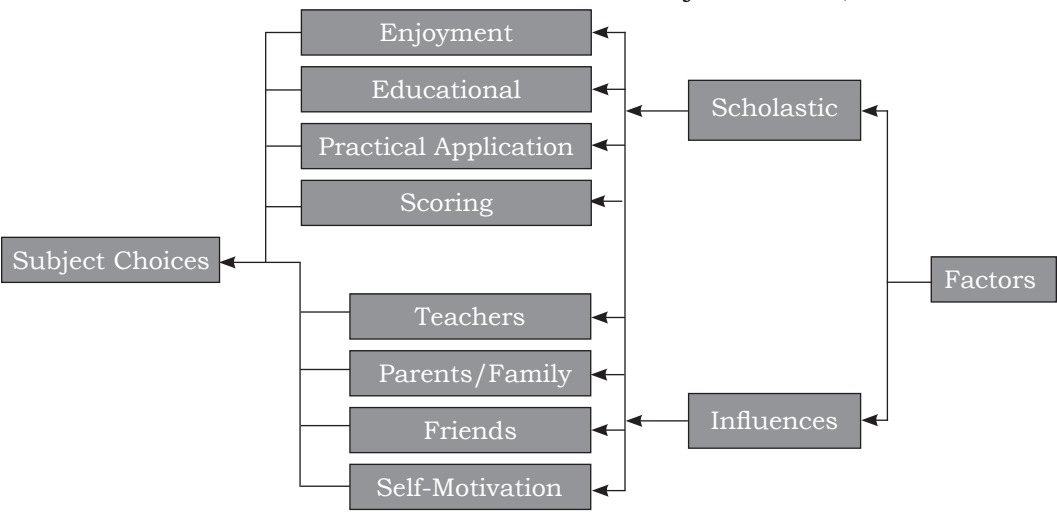 Enjoyment
Educational
Practical Application
Scoring
Scholastic
Subject Choices
Factors
Teachers
Parents/Family
Friends
Self-Motivation
Influences